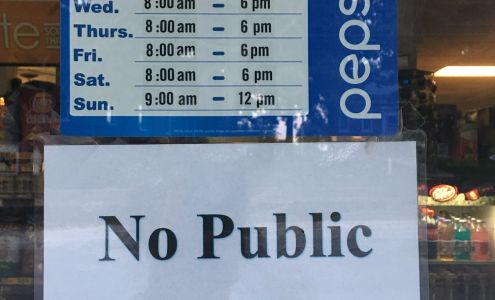 Wed. 8:00 am – 6 pm
Thurs. 8:00 am – 6 pm
Fri. 8:00 am – 6 pm
Sat. 8:00 am – 6 pm
Sun. 9:00 am – 12 pm
peps
No Public